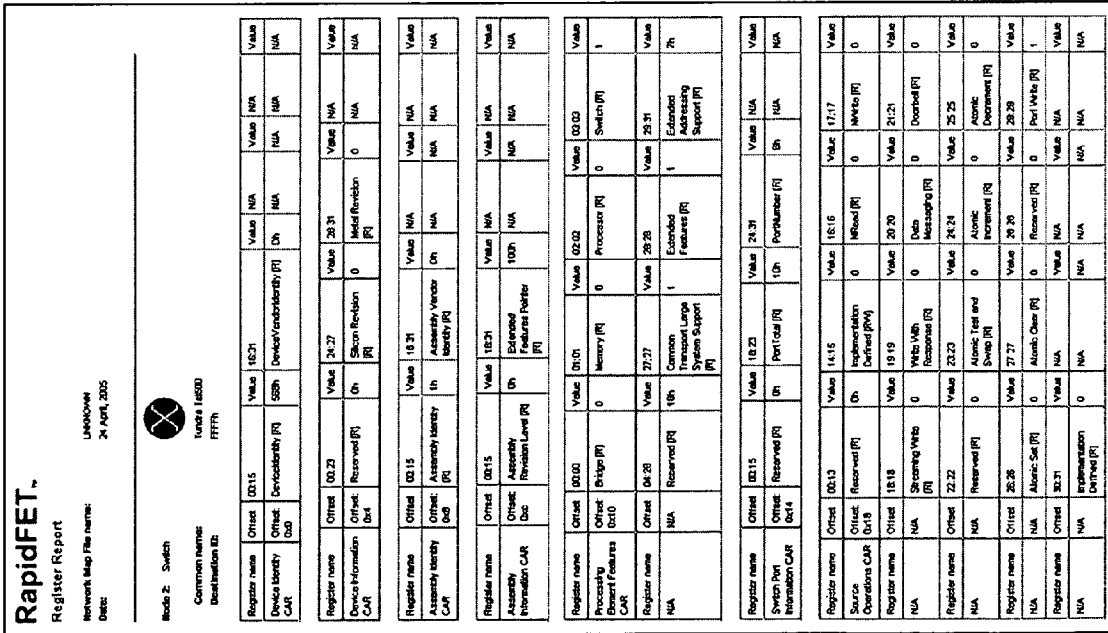 RapidFET™
Register Report
Network Map File name: UNKNOWN
Date: 24 April, 2005
Node 2: Switch
Common name: Tundra Tsi500
Destination ID: FFFFh
Register name Offset 00:15 Value 16:31 Value N/A Value N/A Value
Device Identity CAR Offset: 0x0 DeviceIdentity [R] 568h DeviceVendorIdentity [R] Dh N/A N/A N/A N/A
Register name Offset 00:23 Value 24:27 Value 28:31 Value N/A Value
Device Information CAR Offset: 0x4 Reserved [R] 0h Silicon Revision [R] 0 Metal Revision [R] 0 N/A N/A
Register name Offset 00:15 Value 16:31 Value N/A Value N/A Value
Assembly Identity CAR Offset: 0x8 Assembly Identity [R] 1h Assembly Vendor Identity [R] 0h N/A N/A N/A N/A
Register name Offset 00:15 Value 16:31 Value N/A Value N/A Value
Assembly Information CAR Offset: 0xc Assembly Revision Level [R] 0h Extended Features Pointer [R] 100h N/A N/A N/A N/A
Register name Offset 00:00 Value 01:01 Value 02:02 Value 03:03 Value
Processing Element Features CAR Offset: 0x10 Bridge [R] 0 Memory [R] 0 Processor [R] 0 Switch [R] 1
Register name Offset 04:26 Value 27:27 Value 28:28 Value 29:31 Value
N/A N/A Reserved [R] Common Transport Large System Support [R] 1 Extended Features [R] 1 Extended Addressing Support [R]
Register name Offset 00:15 Value 16:23 Value 24:31 Value N/A Value
Switch Port Information CAR Offset: 0x14 Reserved [R] 0h PortTotal [R] 10h PortNumber [R] N/A N/A
Register name Offset 00:13 Value 14:15 Value 16:16 Value 17:17 Value
Source Operations CAR Offset: 0x18 Reserved [R] 0h Implementation Defined [RW] 0 NRead [R] 0 NWrite [R] 0
Register name Offset 18:18 Value 19:19 Value 20:20 Value 21:21 Value
N/A N/A Streaming Write [R] 0 Write With Response [R] 0 Data Messaging [R] 0 Doorbell [R] 0
Register name Offset 22:22 Value 23:23 Value 24:24 Value 25:25 Value
N/A N/A Reserved [R] 0 Atomic Test and Swap [R] 0 Atomic Increment [R] 0 Atomic Decrement [R] 0
Register name Offset 26:26 Value 27:27 Value 28:28 Value 29:29 Value
N/A N/A Atomic Set [R] 0 Atomic Clear [R] 0 Reserved [R] 0 Port Write [R] 1
Register name Offset 30:31 Value N/A Value N/A Value N/A Value
N/A N/A Implementation Defined [R] 0 N/A N/A N/A N/A N/A N/A